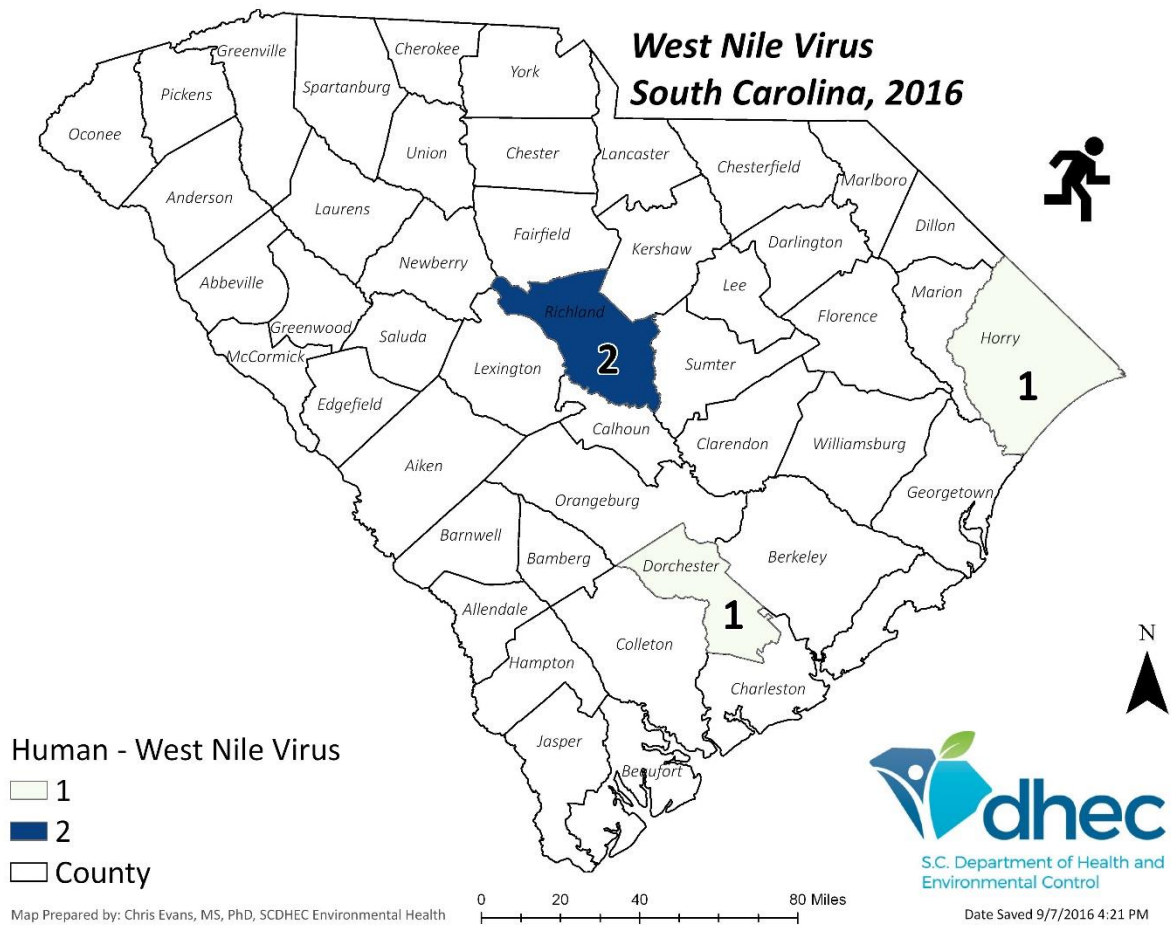 West Nile Virus
South Carolina, 2016
Greenville
Cherokee
York
Pickens
Spartanburg
Oconee
Union
Chester
Lancaster
Chesterfield
Marlboro
Anderson
Laurens
Dillon
Fairfield
Kershaw
Darlington
Newberry
Abbeville
Lee
Marion
Richland
Florence
Greenwood
Saluda
Horry
McCormick
Lexington
2
Sumter
1
Edgefield
Calhoun
Clarendon
Williamsburg
Aiken
Georgetown
Orangeburg
Barnwell
Bamberg
Dorchester
Berkeley
Allendale
1
Colleton
Hampton
Charleston
N
Jasper
Beaufort
Human - West Nile Virus
1
2
County
dhec
S.C. Department of Health and
Environmental Control
Map Prepared by: Chris Evans, MS, PhD, SCDHEC Environmental Health
0 20 40 80 Miles
Date Saved 9/7/2016 4:21 PM